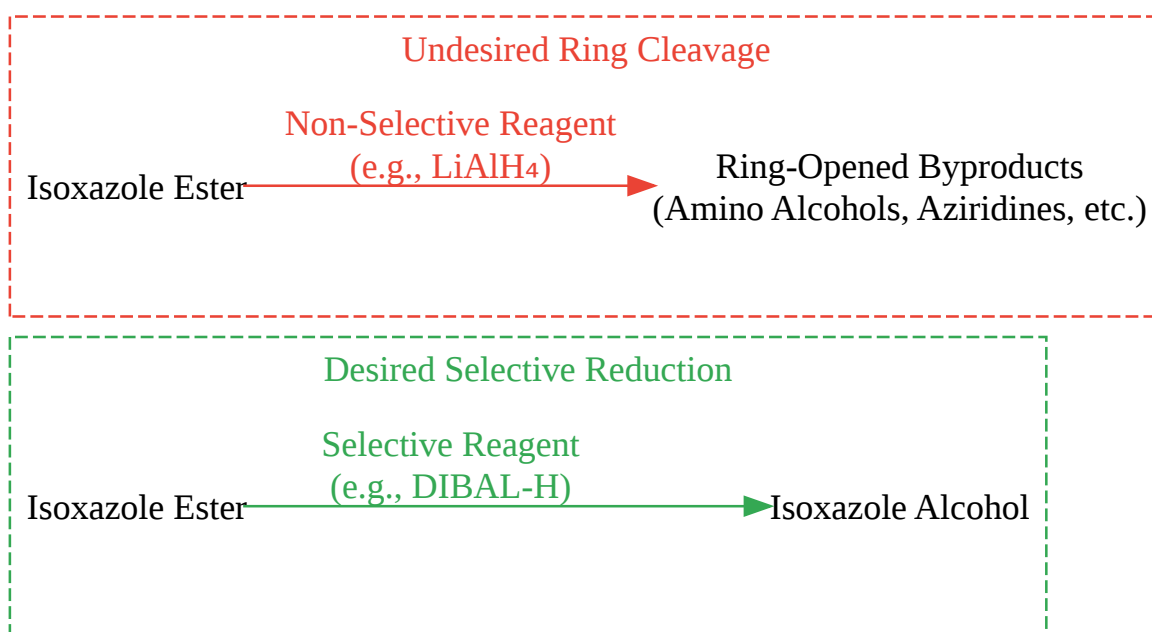 Undesired Ring Cleavage
Non-Selective Reagent
(e.g., LiAlH₄)
Isoxazole Ester
Ring-Opened Byproducts
(Amino Alcohols, Aziridines, etc.)
Desired Selective Reduction
Selective Reagent
(e.g., DIBAL-H)
Isoxazole Ester
Isoxazole Alcohol